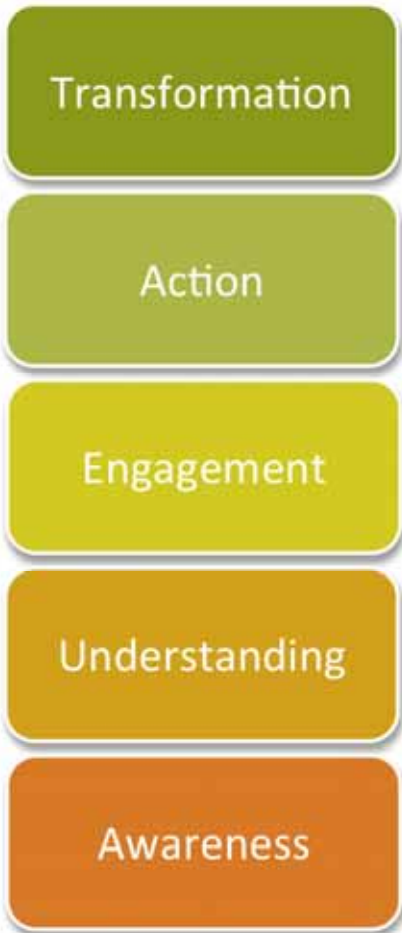 Transformation
Action
Engagement
Understanding
Awareness